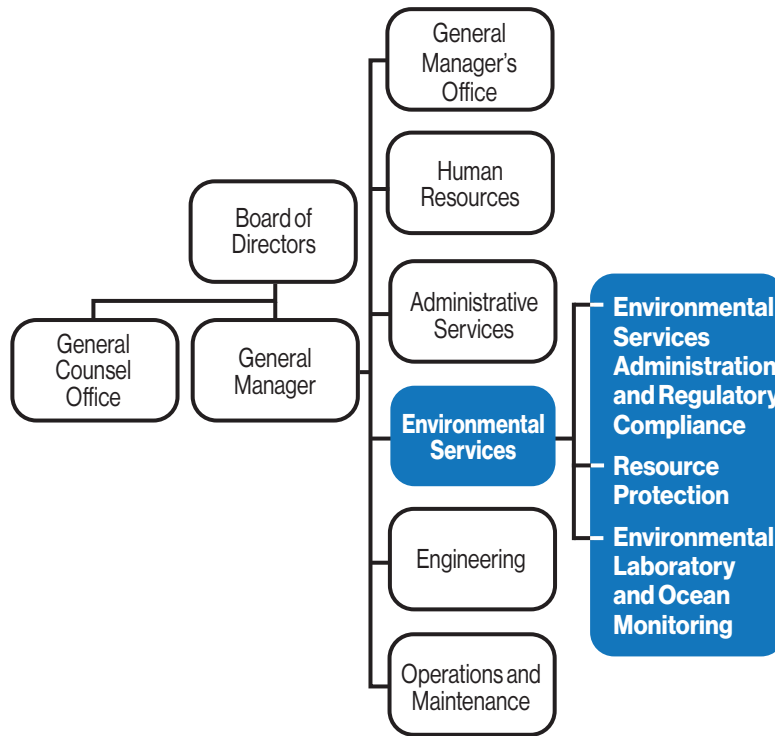 General
Manager's
Office
Human
Resources
Board of
Directors
Administrative
Services
General
Counsel
Office
General
Manager
Environmental
Services
Engineering
Operations and
Maintenance
Environmental
Services
Administration
and Regulatory
Compliance
Resource
Protection
Environmental
Laboratory
and Ocean
Monitoring